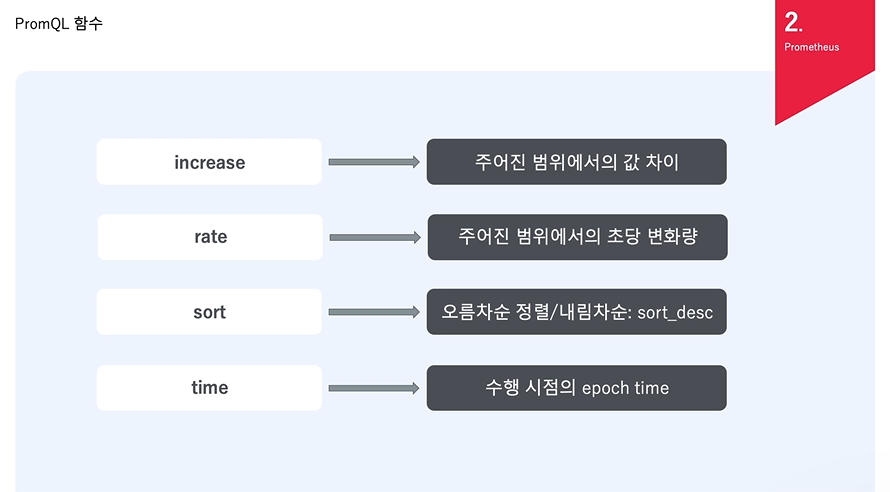 PromQL 함수
2.
Prometheus
increase
주어진 범위에서의 값 차이
rate
주어진 범위에서의 초당 변화량
sort
오름차순 정렬/내림차순: sort_desc
time
수행 시점의 epoch time